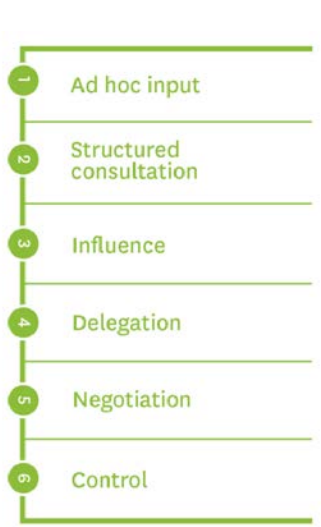 1 Ad hoc input
2 Structured
consultation
3 Influence
4 Delegation
5 Negotiation
6 Control